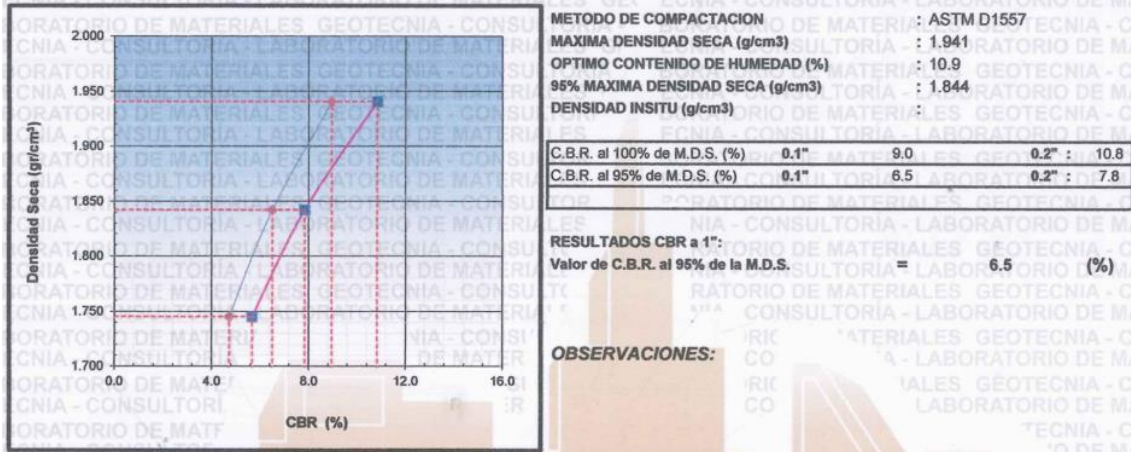 2.000
1.950
1.900
1.850
1.800
1.750
1.700
0.0 4.0 8.0 12.0 16.0
Densidad Seca (gr/cm³)
CBR (%)
METODO DE COMPACTACION : ASTM D1557
MAXIMA DENSIDAD SECA (g/cm3) : 1.941
OPTIMO CONTENIDO DE HUMEDAD (%) : 10.9
95% MAXIMA DENSIDAD SECA (g/cm3) : 1.844
DENSIDAD INSITU (g/cm3) :
C.B.R. al 100% de M.D.S. (%) 0.1" 9.0 0.2" : 10.8
C.B.R. al 95% de M.D.S. (%) 0.1" 6.5 0.2" : 7.8
RESULTADOS CBR a 1":
Valor de C.B.R. al 95% de la M.D.S. = 6.5 (%)
OBSERVACIONES: